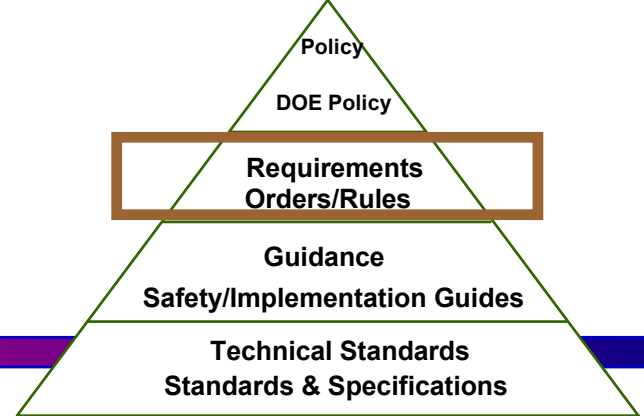 Policy
DOE Policy
Requirements
Orders/Rules
Guidance
Safety/Implementation Guides
Technical Standards
Standards & Specifications